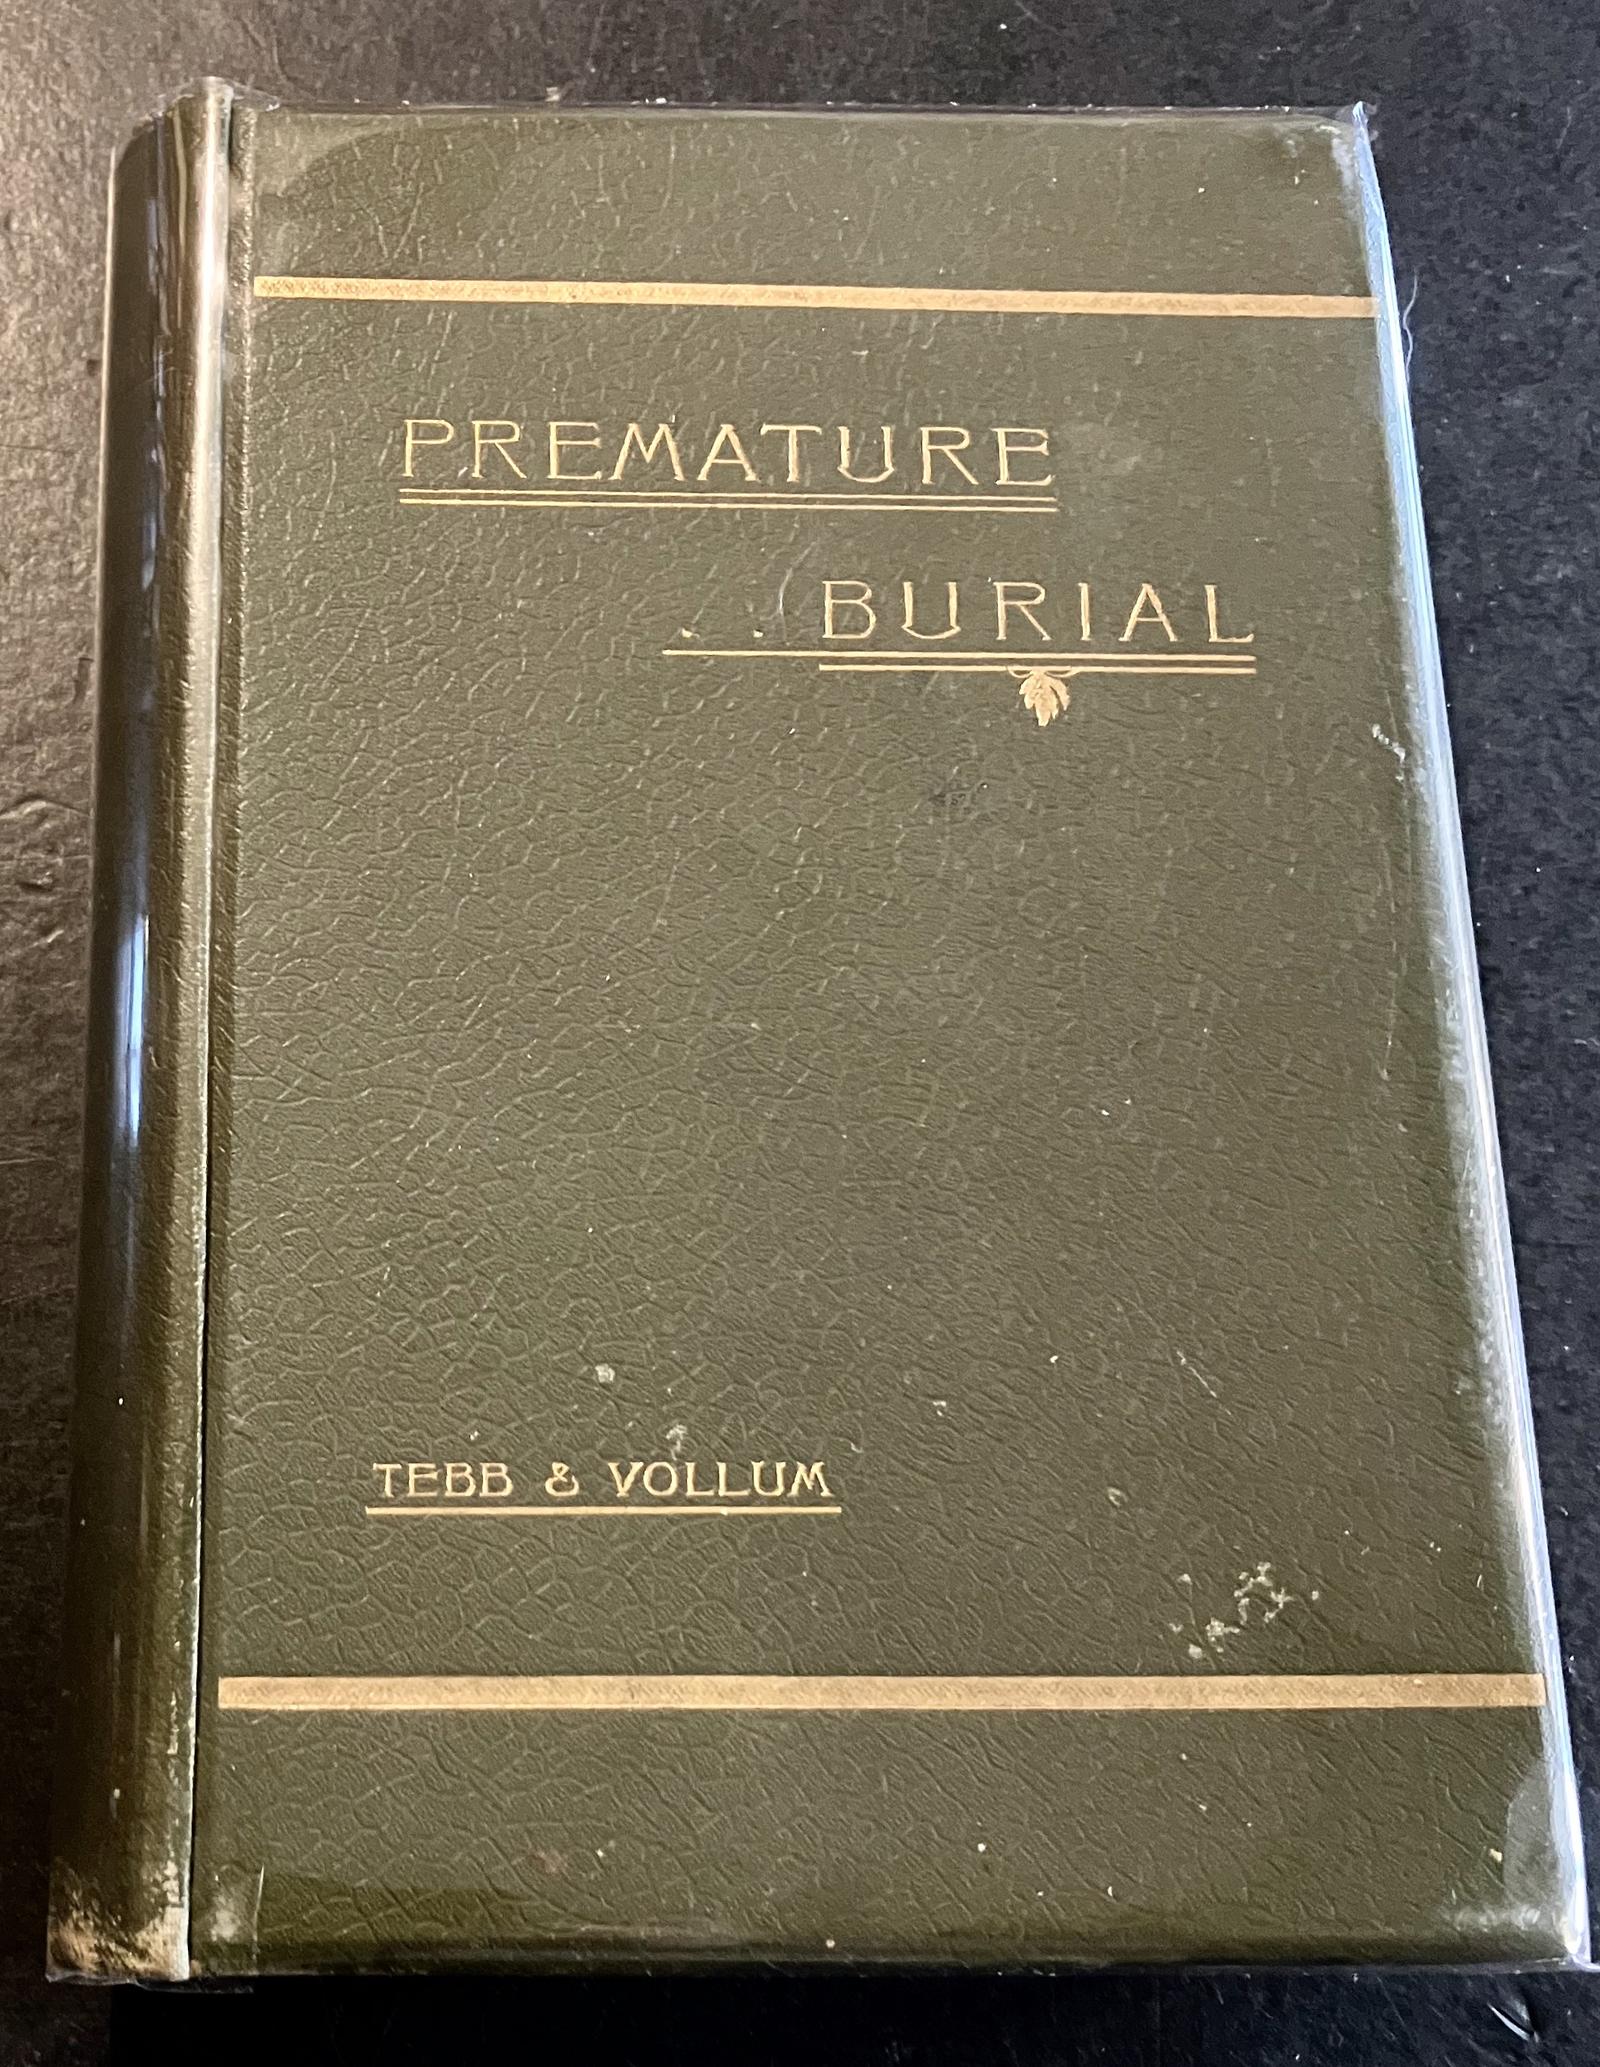 PREMATURE
. . BURIAL
TEBB & VOLLUM